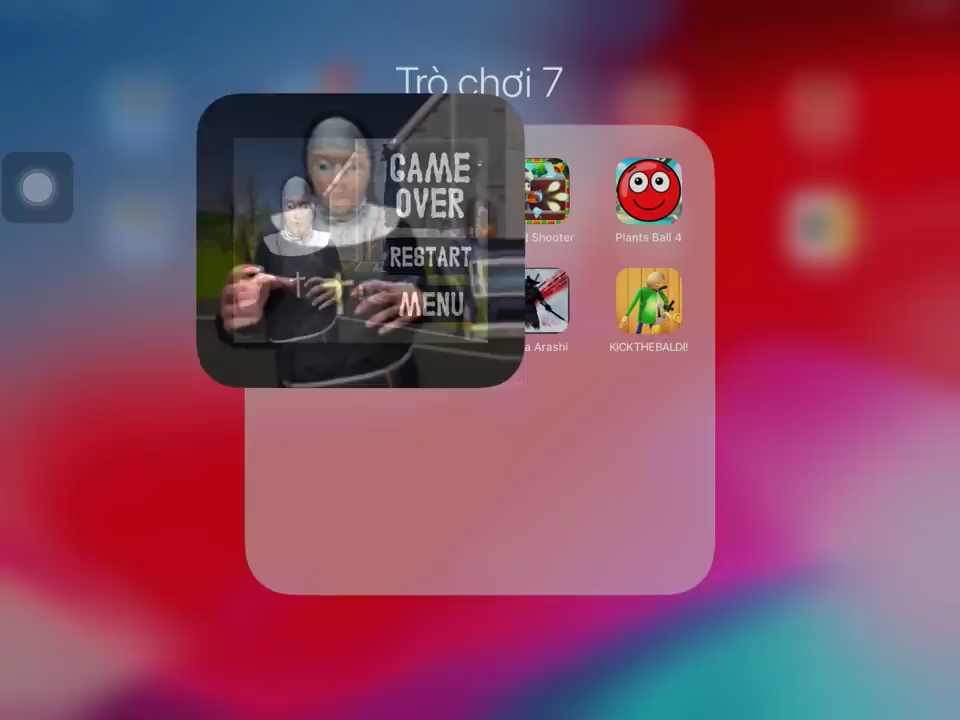 Trò chơi 7
GAME
OVER
RESTART
MENU
Shooter
Plants Ball 4
Arashi
KICKTHEBALDI!